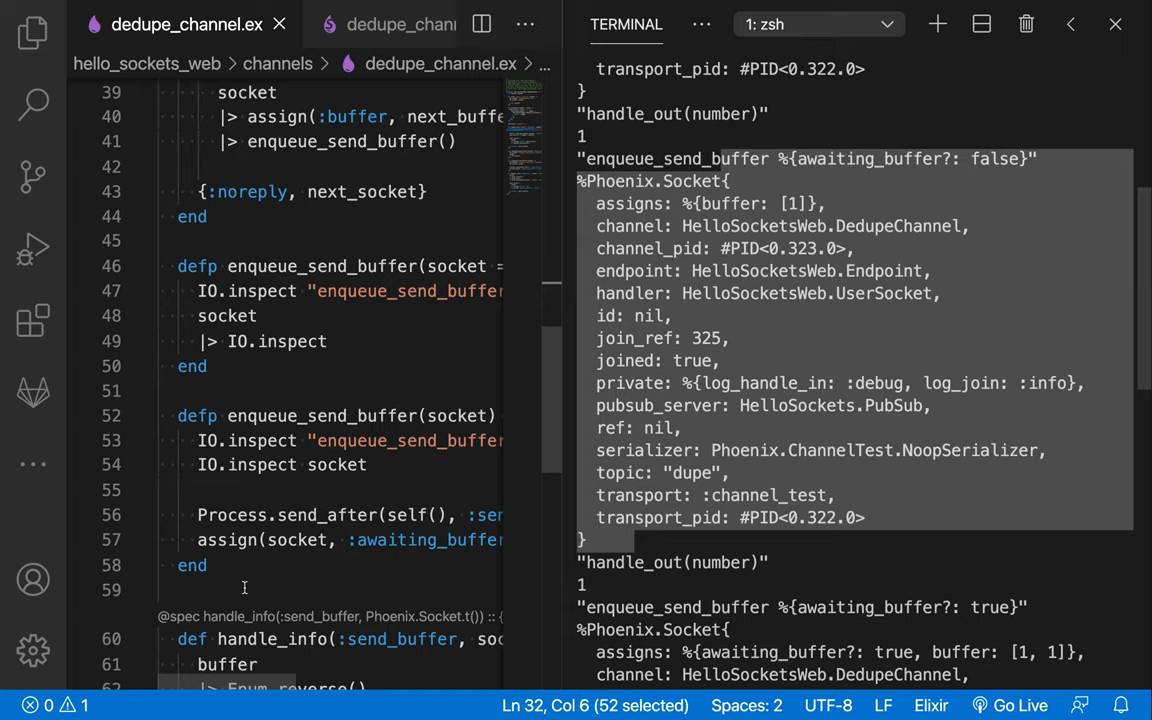 dedupe_channel.ex
dedupe_chann
hello_sockets_web > channels > dedupe_channel.ex > ...
39 socket
40 |> assign(:buffer, next_buffe
41 |> enqueue_send_buffer()
42
43 {:noreply, next_socket}
44 end
45
46 defp enqueue_send_buffer(socket =
47 IO.inspect "enqueue_send_buffer
48 socket
49 |> IO.inspect
50 end
51
52 defp enqueue_send_buffer(socket)
53 IO.inspect "enqueue_send_buffer
54 IO.inspect socket
55
56 Process.send_after(self(), :sen
57 assign(socket, :awaiting_buffer
58 end
59
@spec handle_info(:send_buffer, Phoenix.Socket.t()) :: {
60 def handle_info(:send_buffer, soc
61 buffer
62 |> Enum.reverse()
TERMINAL ... 1: zsh
transport_pid: #PID<0.322.0>
}
"handle_out(number)"
1
"enqueue_send_buffer %{awaiting_buffer?: false}"
%Phoenix.Socket{
assigns: %{buffer: [1]},
channel: HelloSocketsWeb.DedupeChannel,
channel_pid: #PID<0.323.0>,
endpoint: HelloSocketsWeb.Endpoint,
handler: HelloSocketsWeb.UserSocket,
id: nil,
join_ref: 325,
joined: true,
private: %{log_handle_in: :debug, log_join: :info},
pubsub_server: HelloSockets.PubSub,
ref: nil,
serializer: Phoenix.ChannelTest.NoopSerializer,
topic: "dupe",
transport: :channel_test,
transport_pid: #PID<0.322.0>
}
"handle_out(number)"
1
"enqueue_send_buffer %{awaiting_buffer?: true}"
%Phoenix.Socket{
assigns: %{awaiting_buffer?: true, buffer: [1, 1]},
channel: HelloSocketsWeb.DedupeChannel,
0 1 Ln 32, Col 6 (52 selected) Spaces: 2 UTF-8 LF Elixir Go Live